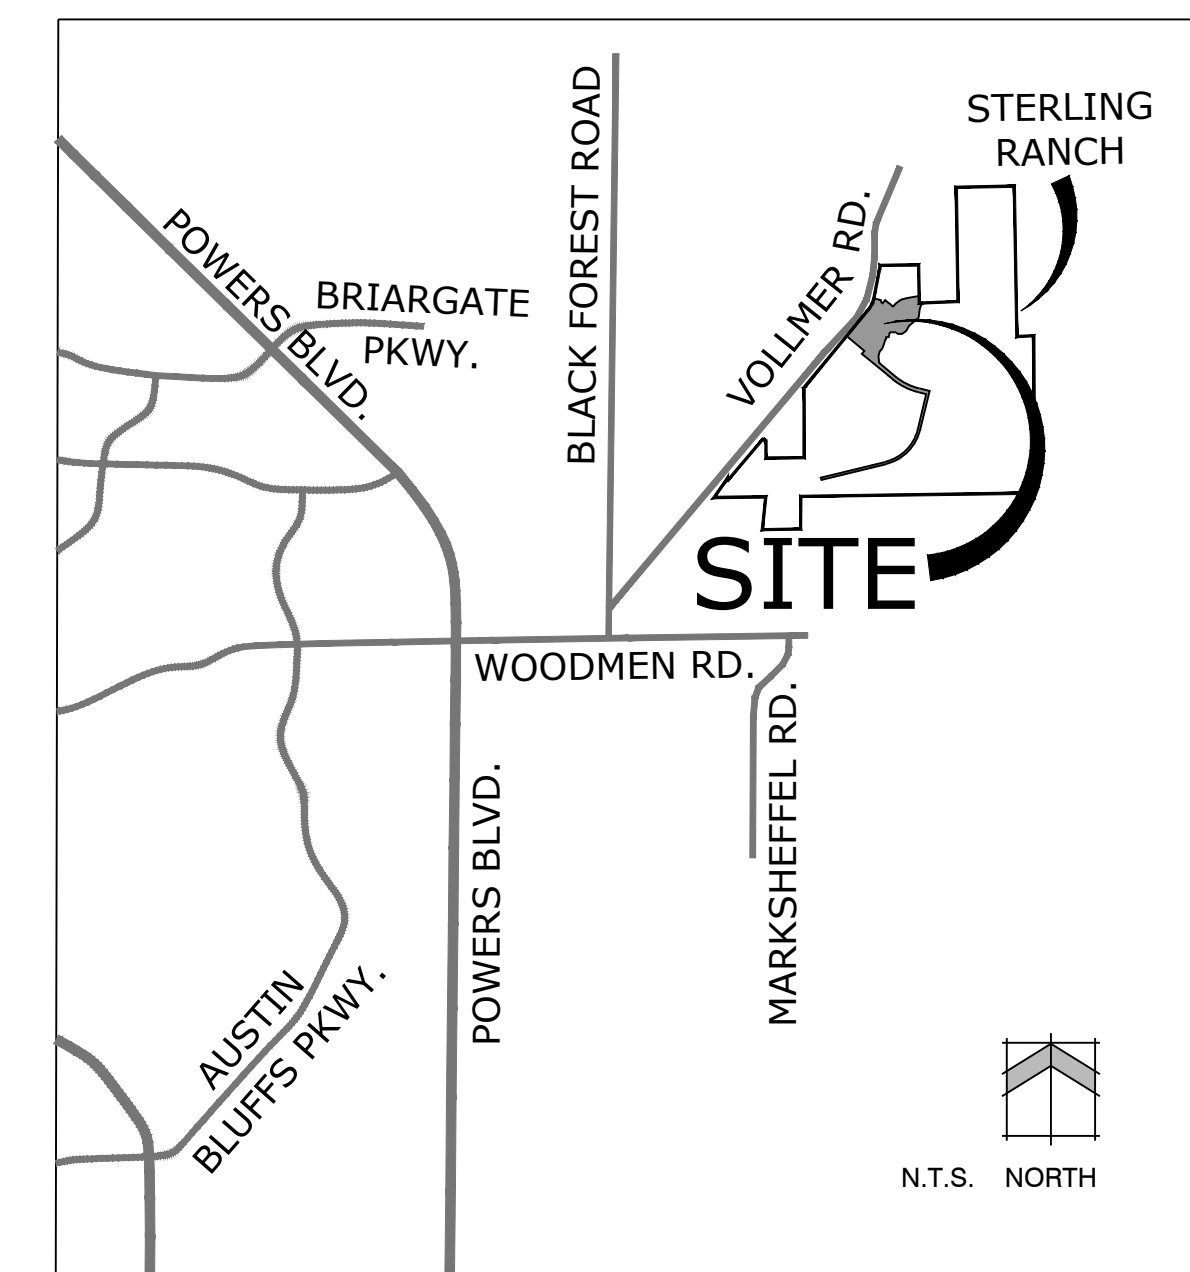 STERLING
RANCH
BLACK FOREST ROAD
VOLLMER RD.
POWERS BLVD.
BRIARGATE
PKWY.
SITE
WOODMEN RD.
MARKSHEFFEL RD.
POWERS BLVD.
AUSTIN
BLUFFS PKWY.
N.T.S.
NORTH